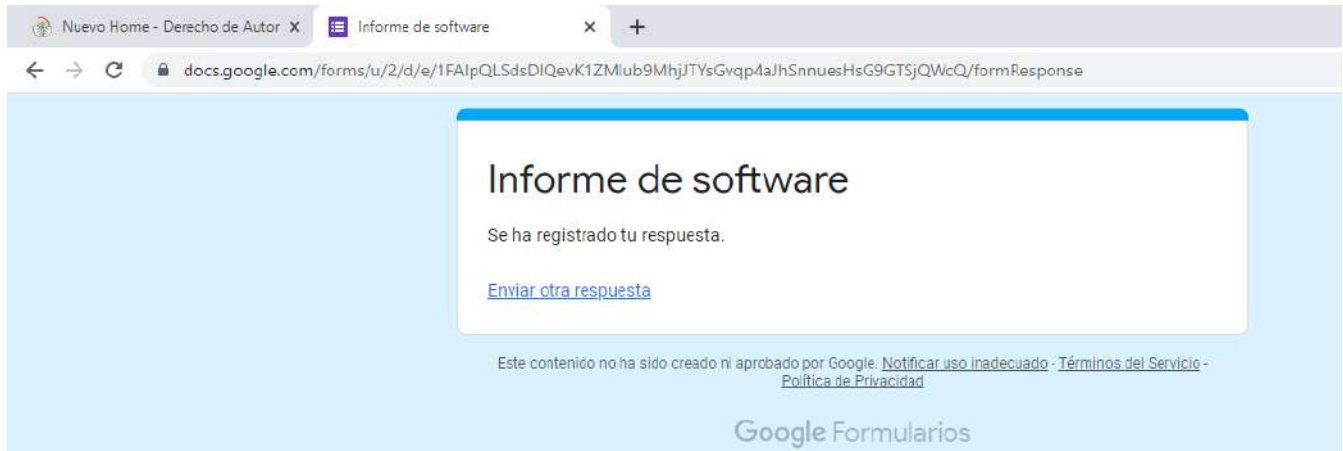 Nuevo Home - Derecho de Autor
Informe de software
docs.google.com/forms/u/2/d/e/1FAIpQLSdsDIQevK1ZMlub9MhjJTYsGvqp4aJhSnnuesHsG9GTSjQWcQ/formResponse
Informe de software
Se ha registrado tu respuesta.
Enviar otra respuesta
Este contenido no ha sido creado ni aprobado por Google. Notificar uso inadecuado - Términos del Servicio -
Política de Privacidad
Google Formularios